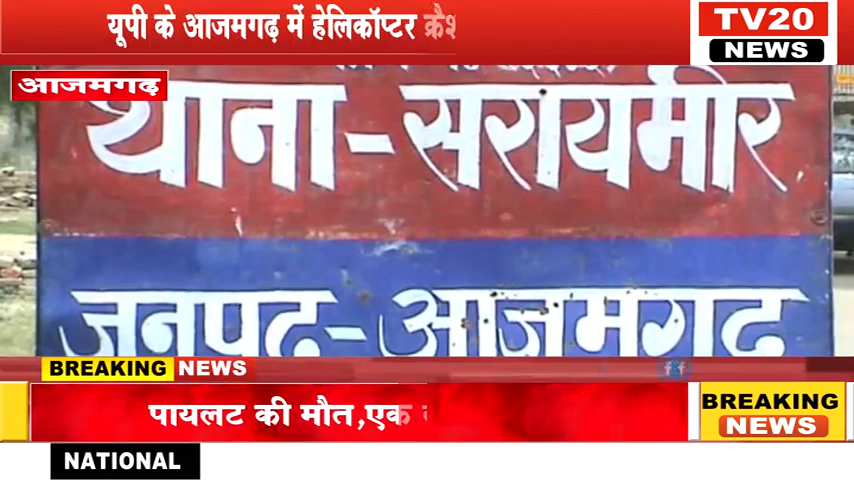 यूपी के आजमगढ़ में हेलिकॉप्टर क्रैश
TV20
NEWS
आजमगढ़
थाना-सरायमीर
जनपद-आजमगढ़
BREAKING NEWS
पायलट की मौत,एक
BREAKING
NEWS
NATIONAL